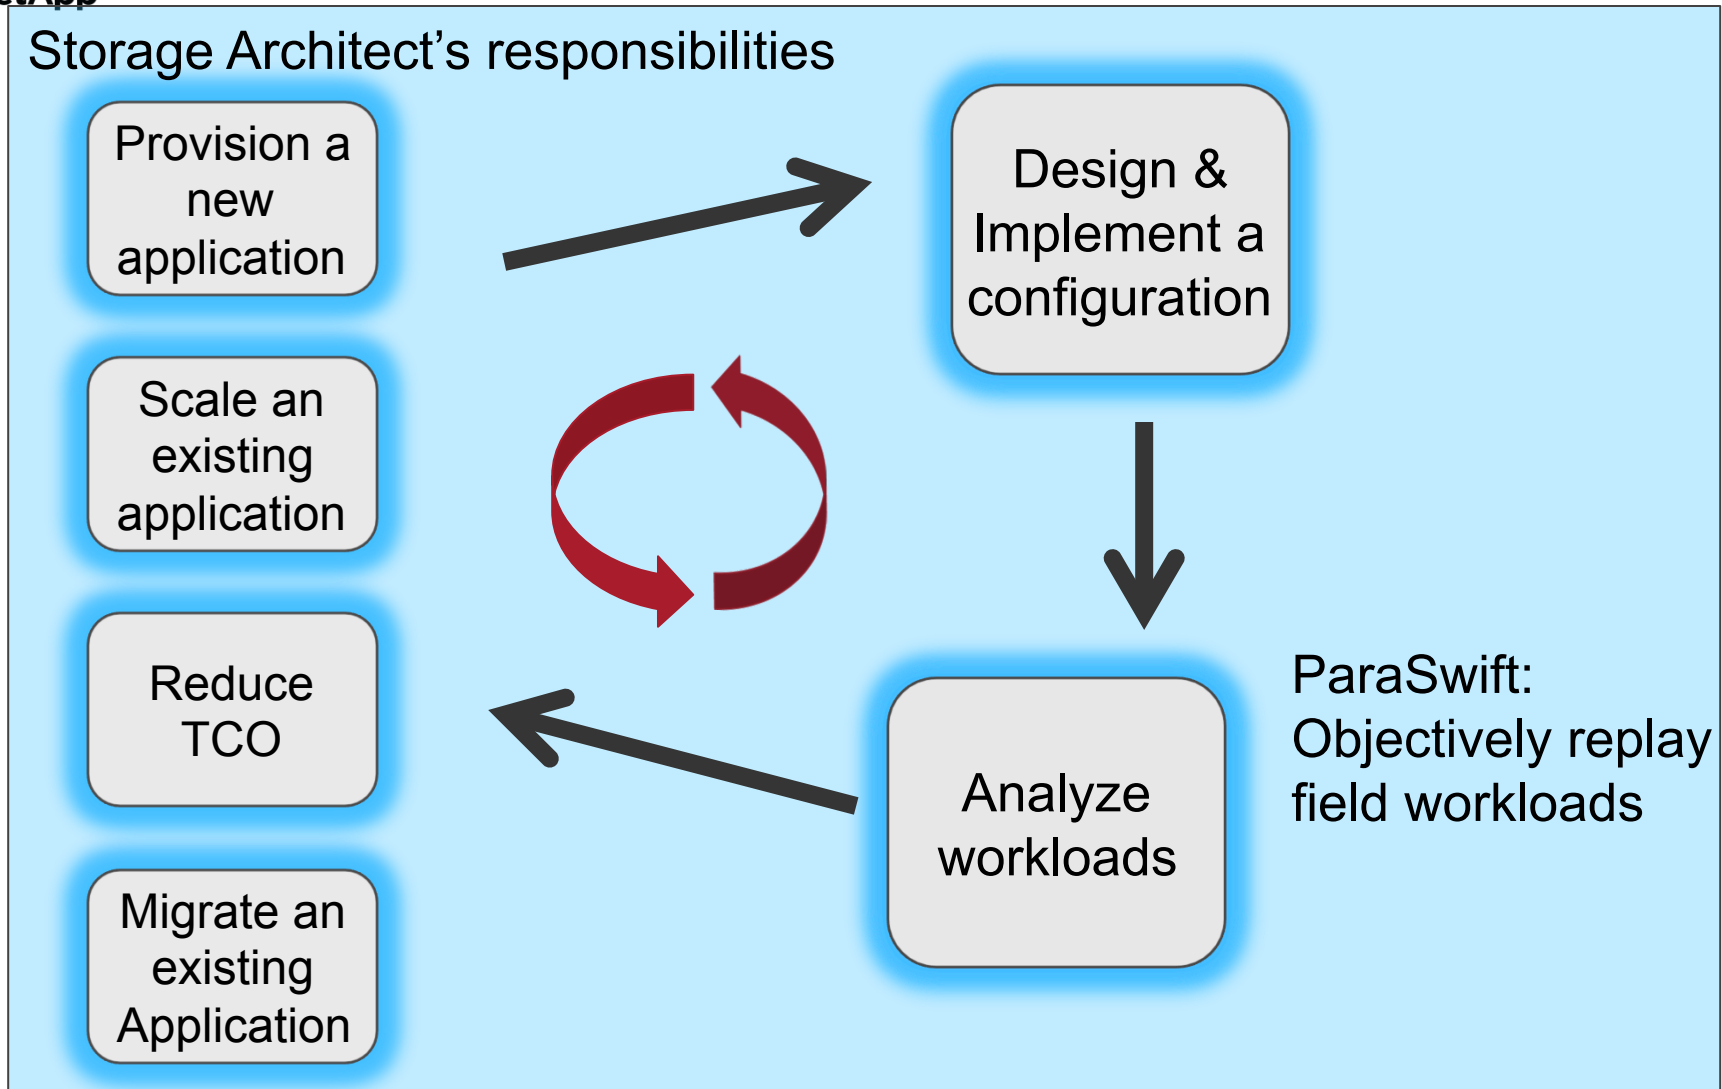 Storage Architect's responsibilities
Provision a
new
application
Scale an
existing
application
Reduce
TCO
Migrate an
existing
Application
Design &
Implement a
configuration
Analyze
workloads
ParaSwift:
Objectively replay
field workloads